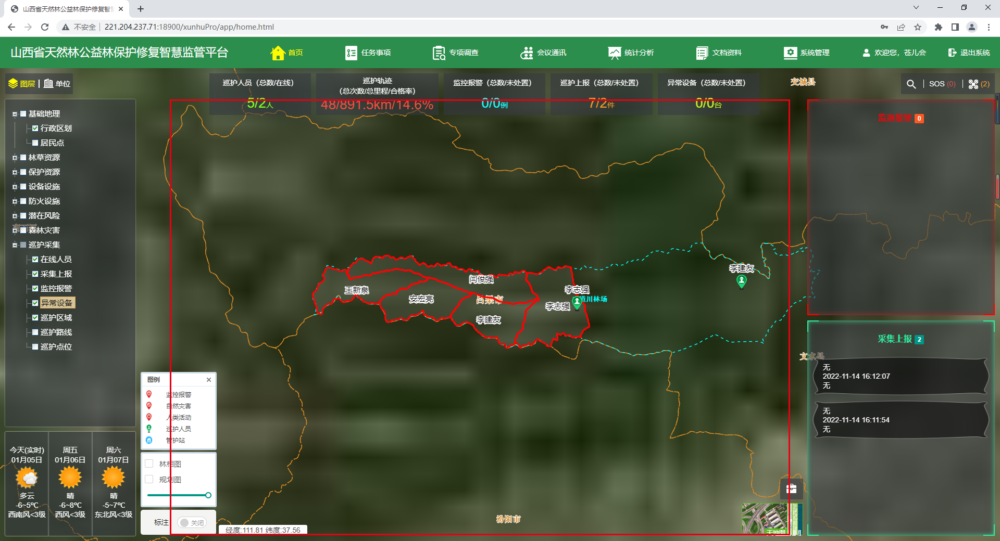 山西省天然林公益林保护修复智
不安全 221.204.237.71:18900/xunhuPro/app/home.html
山西省天然林公益林保护修复智慧监管平台
首页
任务事项
专项调查
会议通讯
统计分析
文档资料
系统管理
欢迎您，苍儿会
退出系统
图层 | 单位
巡护人员（总数/在线）
5/2人
巡护轨迹
（总次数/总里程/合格率）
48/891.5km/14.6%
监控报警（总数/未处置）
0/0例
巡护上报（总数/未处置）
7/2件
异常设备（总数/未处置）
0/0台
交城县
SOS (0)
(2)
基础地理
行政区划
居民点
林草资源
保护资源
设备设施
防火设施
潜在风险
森林灾害
巡护采集
在线人员
采集上报
监控报警
异常设备
巡护区域
巡护路线
巡护点位
监测报警 0
王新泉
安宏亮
闫俊强
吕梁市
李建友
李志强
李志强
道川林场
李建友
文水县
汾阳市
采集上报 2
无
2022-11-14 16:12:07
无
无
2022-11-14 16:11:54
无
图例
监控报警
自然灾害
人类活动
巡护人员
管护站
林相图
规划图
标注 关闭
经度:111.81 纬度:37.56
今天(实时)
01月05日
多云
-6~5℃
西南风<3级
周五
01月06日
晴
-6~8℃
西风<3级
周六
01月07日
晴
-5~7℃
东北风<3级
天地图
图